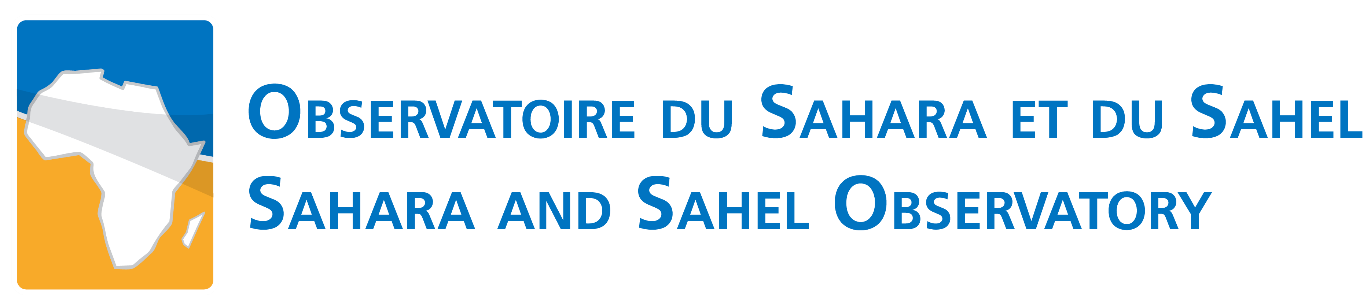 Observatoire du Sahara et du Sahel
Sahara and Sahel Observatory